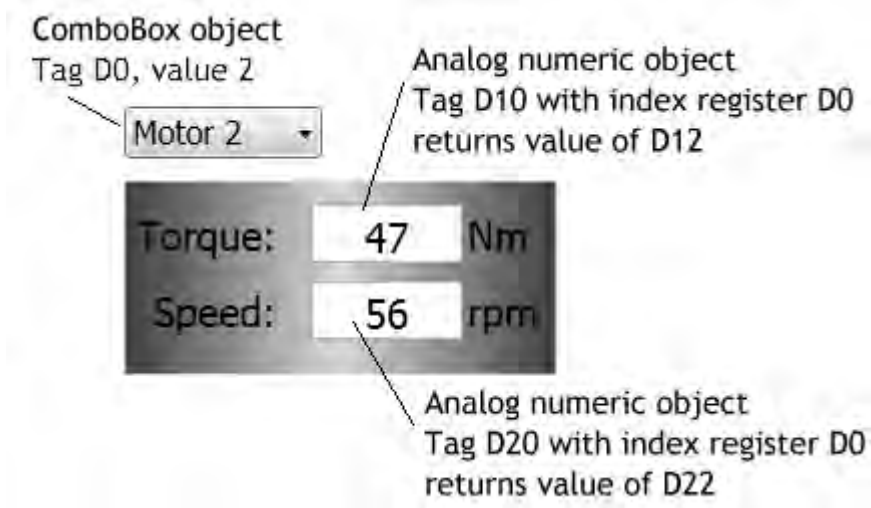 ComboBox object
Tag D0, value 2
Analog numeric object
Tag D10 with index register D0
returns value of D12
Motor 2
Torque: 47 Nm
Speed: 56 rpm
Analog numeric object
Tag D20 with index register D0
returns value of D22